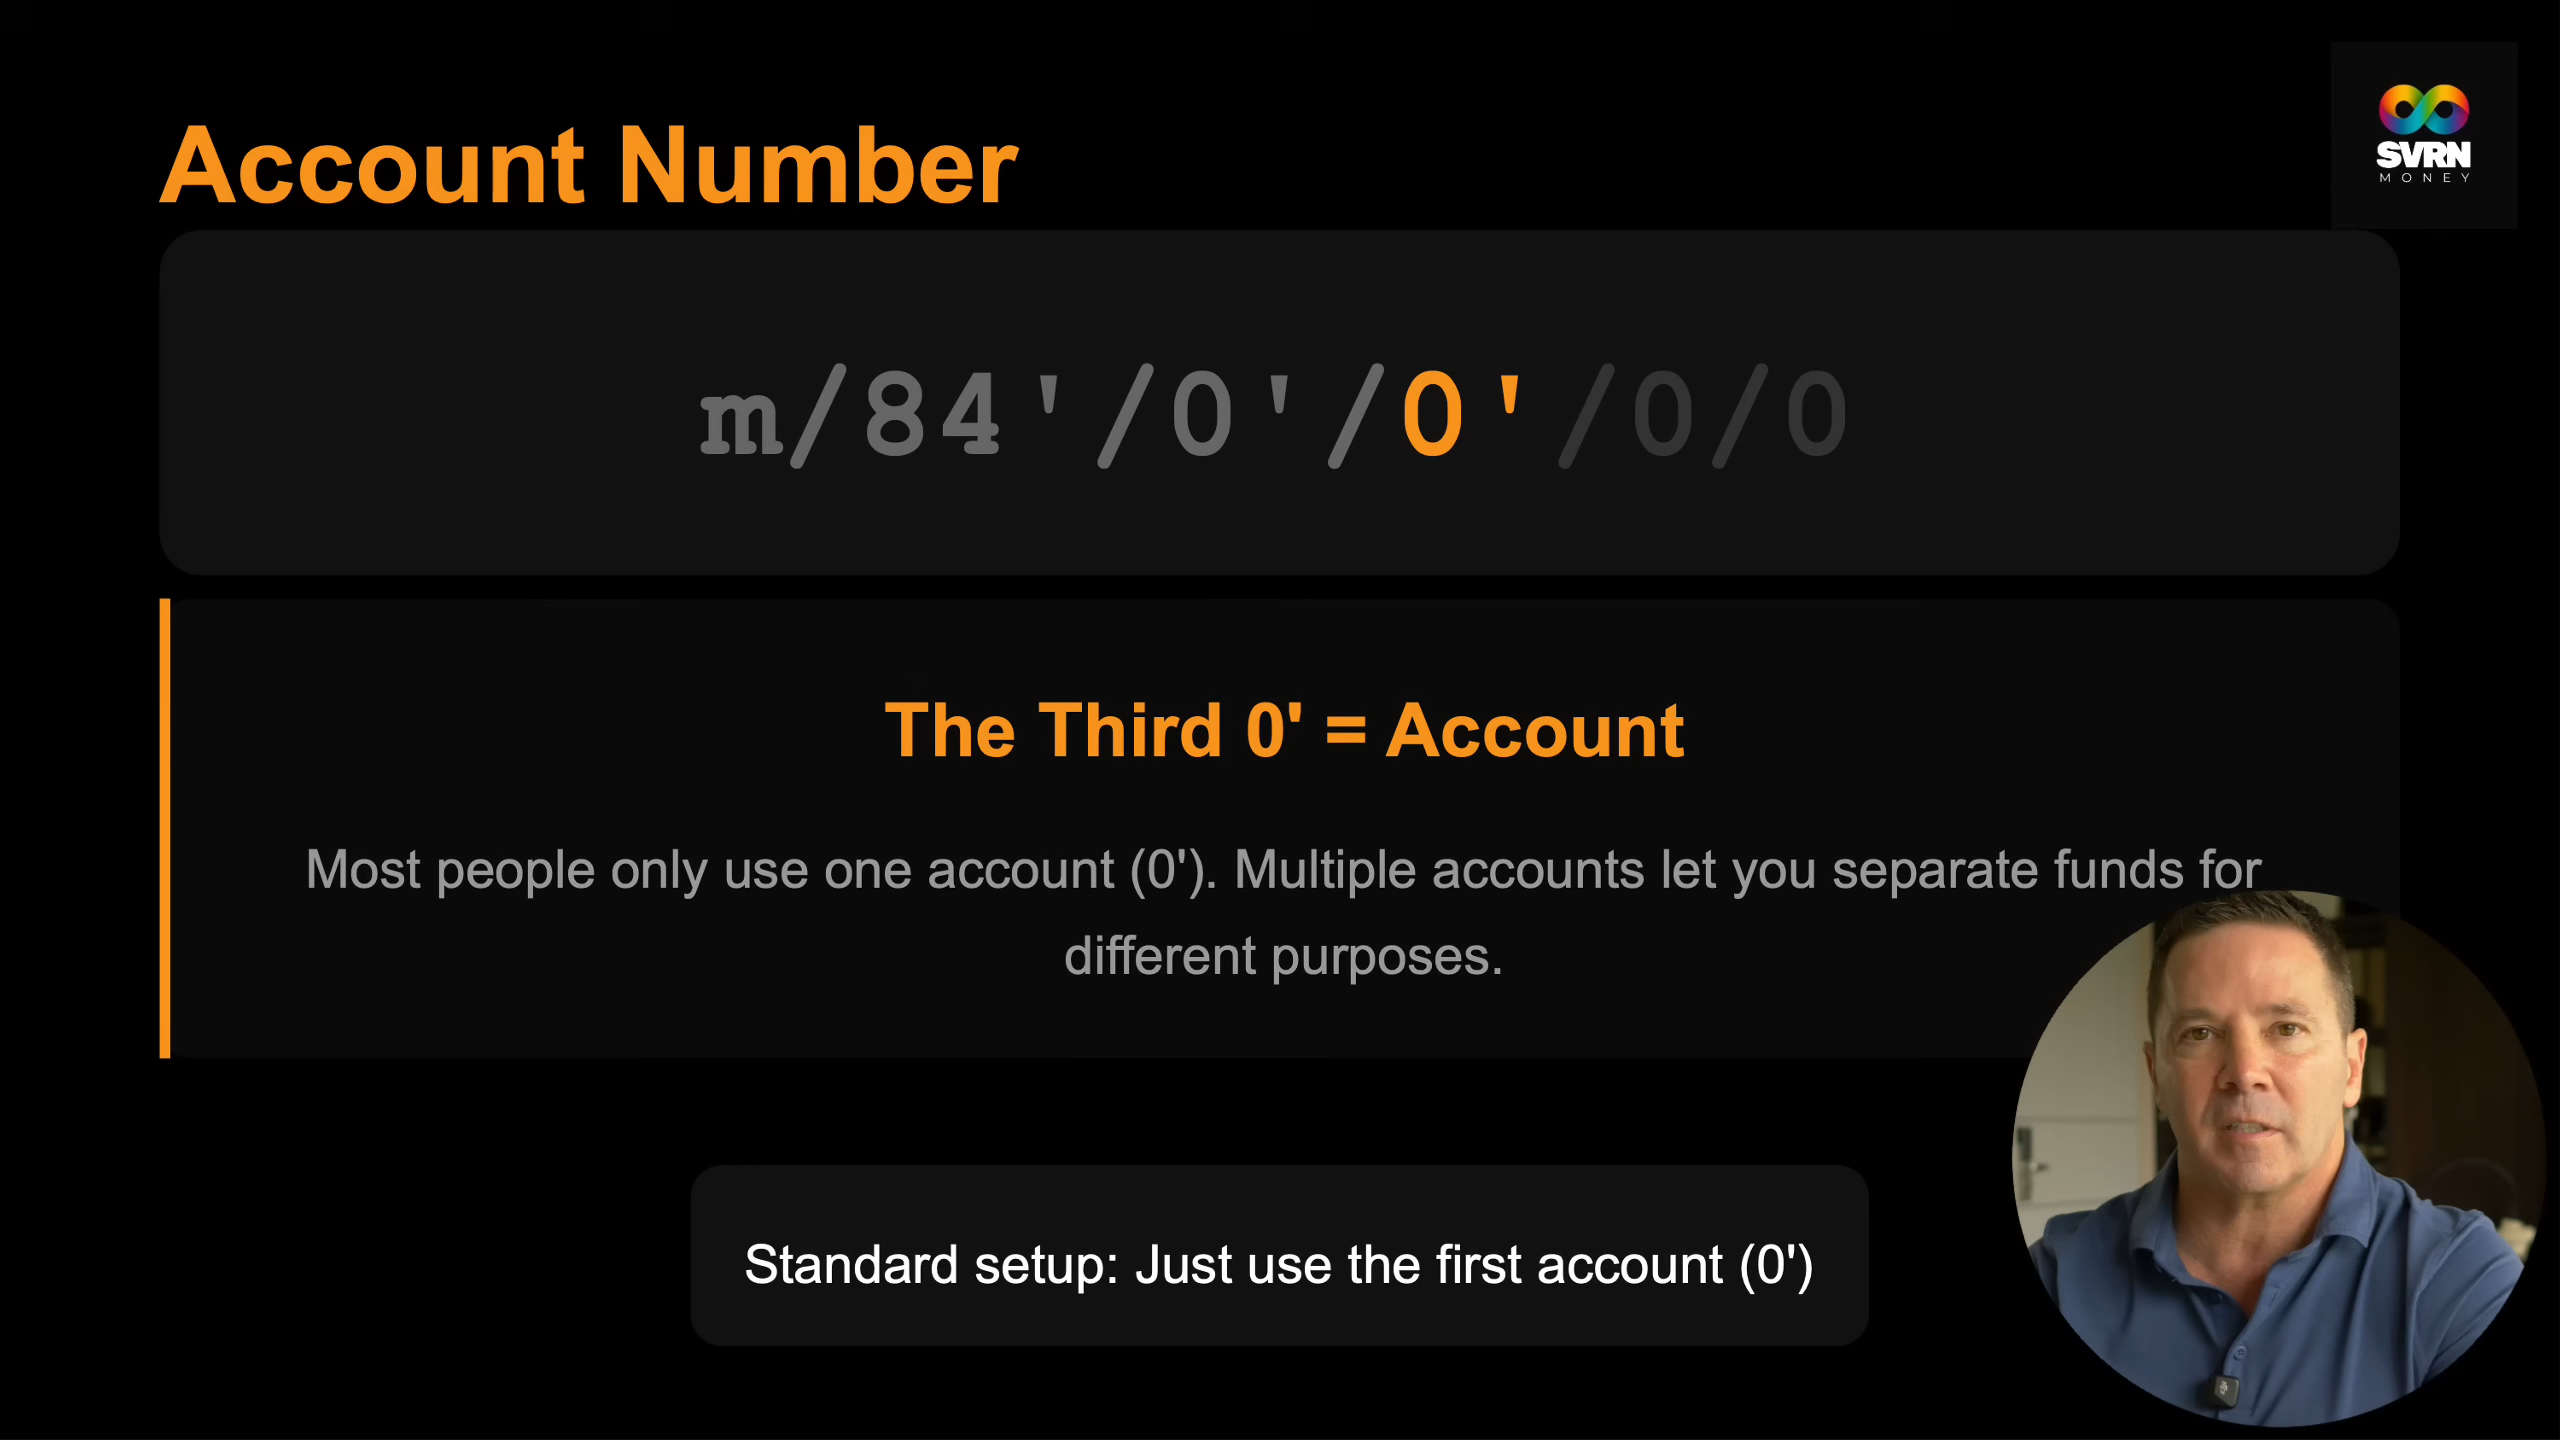 SVRN
MONEY
Account Number
m/84'/0'/0'/0/0
The Third 0' = Account
Most people only use one account (0'). Multiple accounts let you separate funds for
different purposes.
Standard setup: Just use the first account (0')